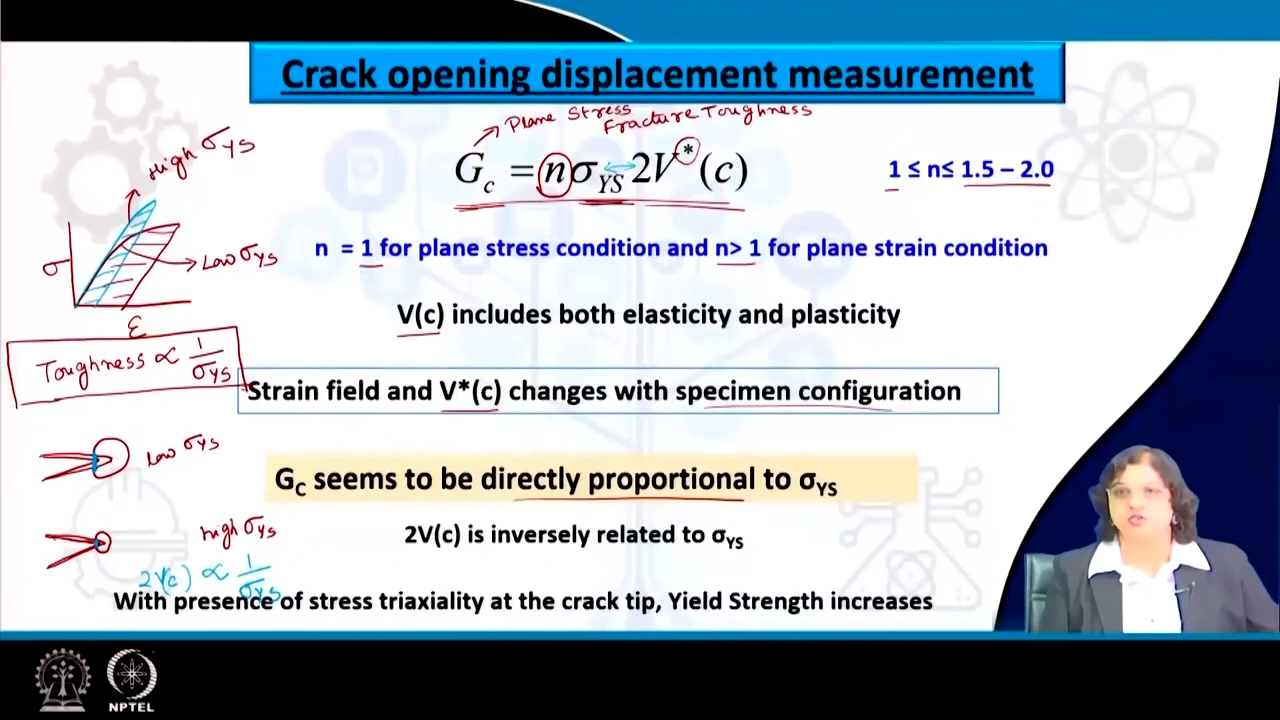 Crack opening displacement measurement
Plane Stress
Fracture Toughness
G_c = nσ_YS 2V*(c)
1 ≤ n≤ 1.5 – 2.0
High σ_YS
σ
Low σ_YS
ε
n = 1 for plane stress condition and n> 1 for plane strain condition
V(c) includes both elasticity and plasticity
Toughness ∝ 1/σ_YS
Strain field and V*(c) changes with specimen configuration
Low σ_YS
G_C seems to be directly proportional to σ_YS
high σ_YS
2V(c) is inversely related to σ_YS
2V(c) ∝ 1/σ_YS
With presence of stress triaxiality at the crack tip, Yield Strength increases
NPTEL